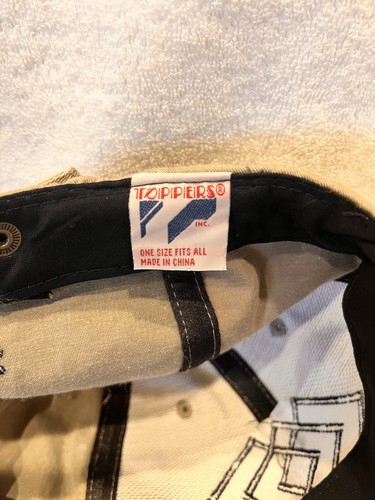 TOPPERS®
INC.
ONE SIZE FITS ALL
MADE IN CHINA